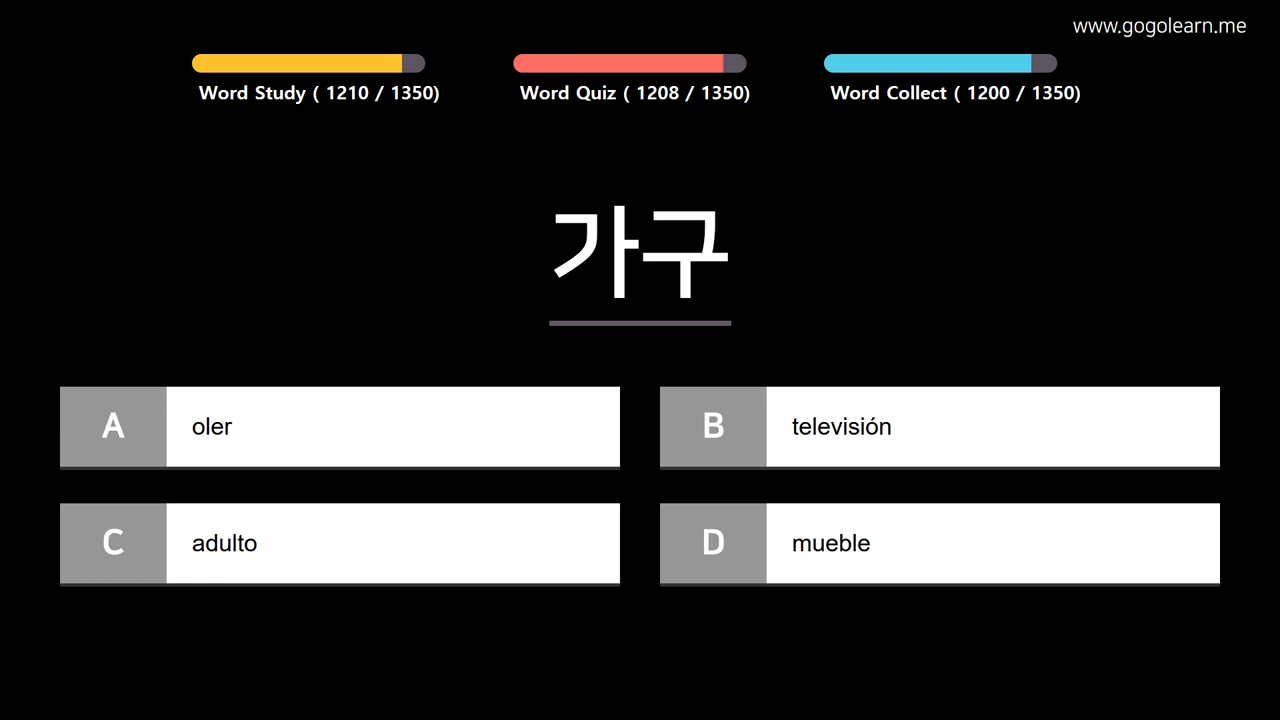 www.gogolearn.me
Word Study ( 1210 / 1350)
Word Quiz ( 1208 / 1350)
Word Collect ( 1200 / 1350)
가구
A oler
B televisión
C adulto
D mueble